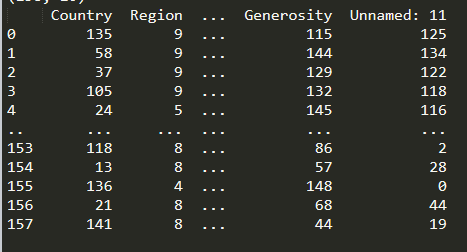 Country Region ... Generosity Unnamed: 11
0 135 9 ... 115 125
1 58 9 ... 144 134
2 37 9 ... 129 122
3 105 9 ... 132 118
4 24 5 ... 145 116
.. ... ... ... ... ...
153 118 8 ... 86 2
154 13 8 ... 57 28
155 136 4 ... 148 0
156 21 8 ... 68 44
157 141 8 ... 44 19